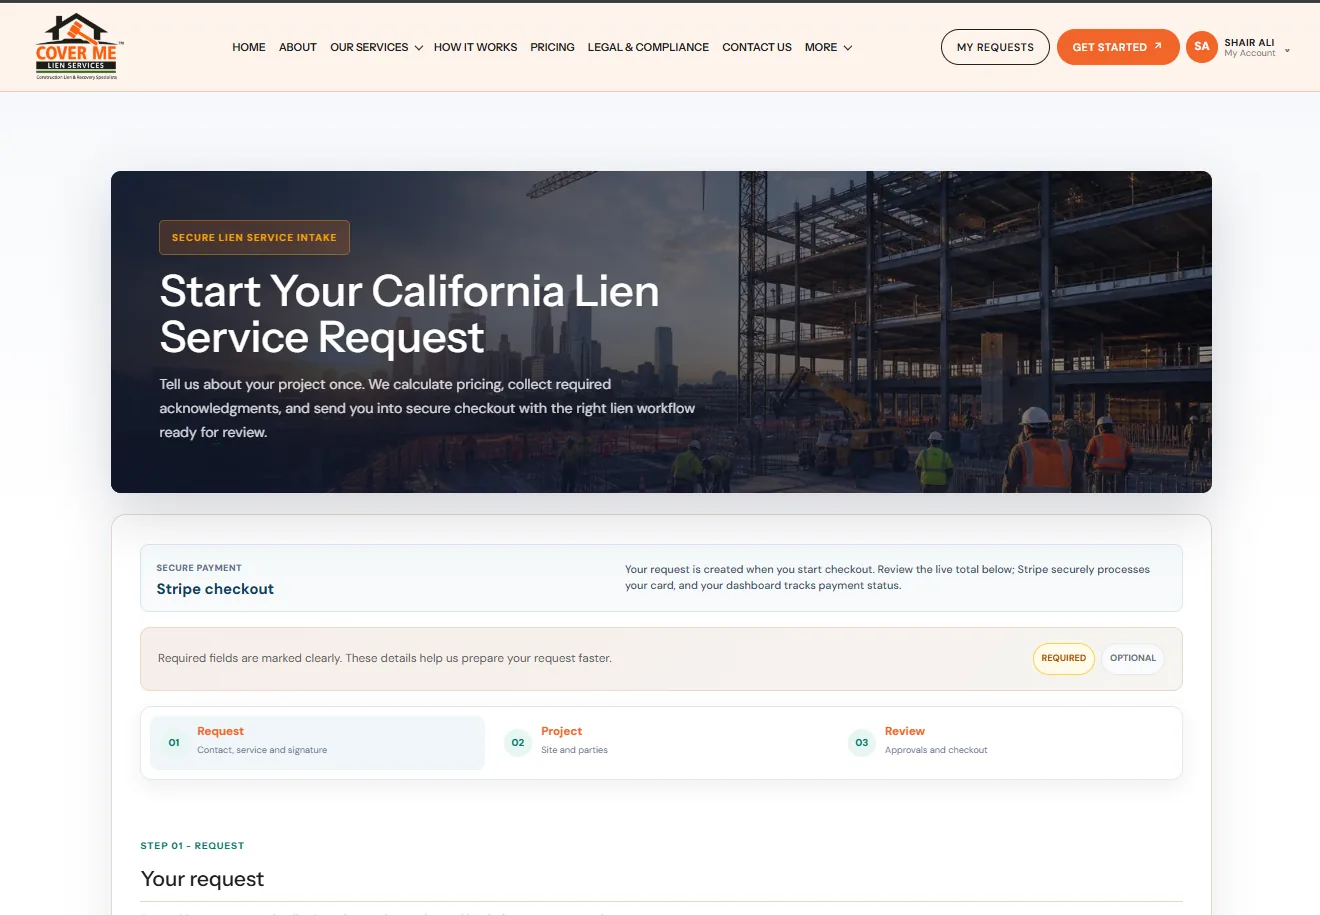 COVER ME
LIEN SERVICES
Construction Lien & Recovery Specialists
HOME ABOUT OUR SERVICES HOW IT WORKS PRICING LEGAL & COMPLIANCE CONTACT US MORE
MY REQUESTS
GET STARTED
SA
SHAIR ALI
My Account
SECURE LIEN SERVICE INTAKE
Start Your California Lien
Service Request
Tell us about your project once. We calculate pricing, collect required
acknowledgments, and send you into secure checkout with the right lien workflow
ready for review.
SECURE PAYMENT
Stripe checkout
Your request is created when you start checkout. Review the live total below; Stripe securely processes
your card, and your dashboard tracks payment status.
Required fields are marked clearly. These details help us prepare your request faster.
REQUIRED
OPTIONAL
01
Request
Contact, service and signature
02
Project
Site and parties
03
Review
Approvals and checkout
STEP 01 - REQUEST
Your request